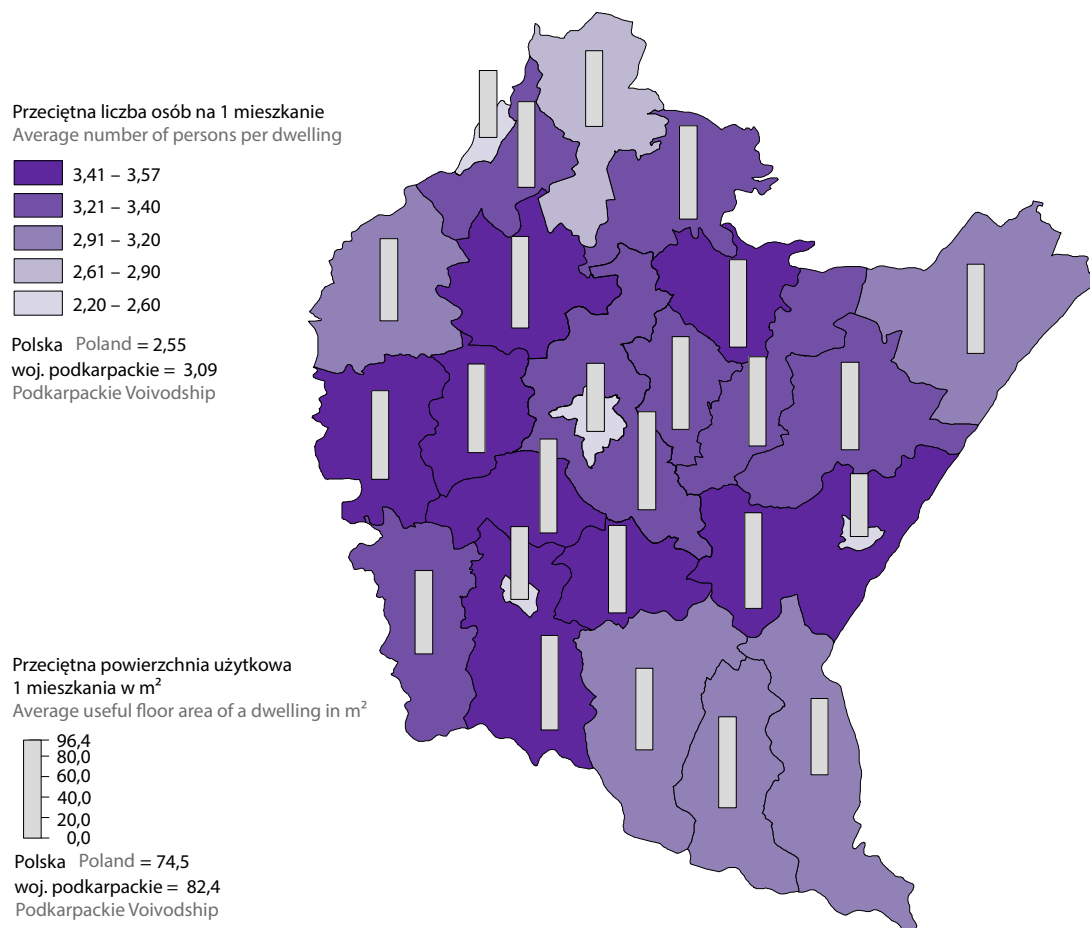 Przeciętna liczba osób na 1 mieszkanie
Average number of persons per dwelling
3,41 – 3,57
3,21 – 3,40
2,91 – 3,20
2,61 – 2,90
2,20 – 2,60
Polska Poland = 2,55
woj. podkarpackie = 3,09
Podkarpackie Voivodship
Przeciętna powierzchnia użytkowa
1 mieszkania w m²
Average useful floor area of a dwelling in m²
96,4
80,0
60,0
40,0
20,0
0,0
Polska Poland = 74,5
woj. podkarpackie = 82,4
Podkarpackie Voivodship